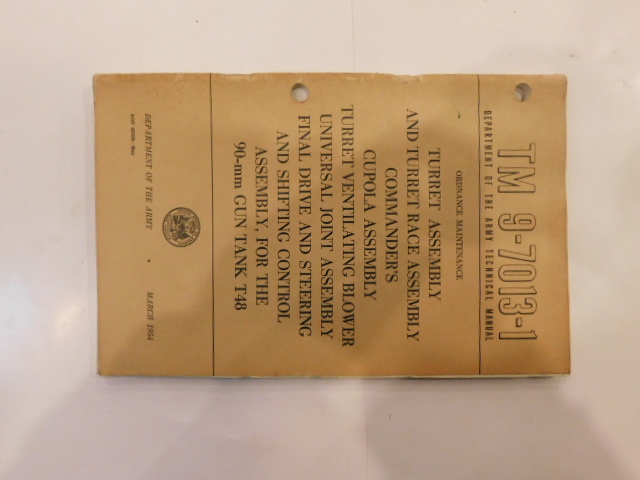 TM 9-7013-1
DEPARTMENT OF THE ARMY TECHNICAL MANUAL
ORDNANCE MAINTENANCE
TURRET ASSEMBLY
AND TURRET RACE ASSEMBLY
COMMANDER'S
CUPOLA ASSEMBLY
TURRET VENTILATING BLOWER
UNIVERSAL JOINT ASSEMBLY
FINAL DRIVE AND STEERING
AND SHIFTING CONTROL
ASSEMBLY, FOR THE
90-mm GUN TANK T48
DEPARTMENT OF THE ARMY • MARCH 1954